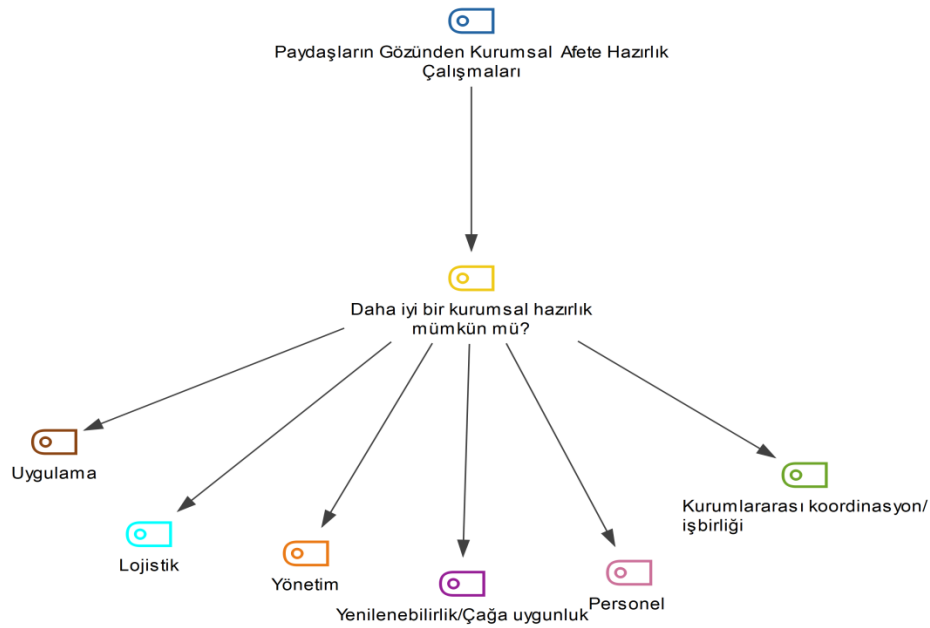 Paydaşların Gözünden Kurumsal Afete Hazırlık
Çalışmaları
Daha iyi bir kurumsal hazırlık
mümkün mü?
Uygulama
Lojistik
Yönetim
Yenilenebilirlik/Çağa uygunluk
Personel
Kurumlararası koordinasyon/
işbirliği